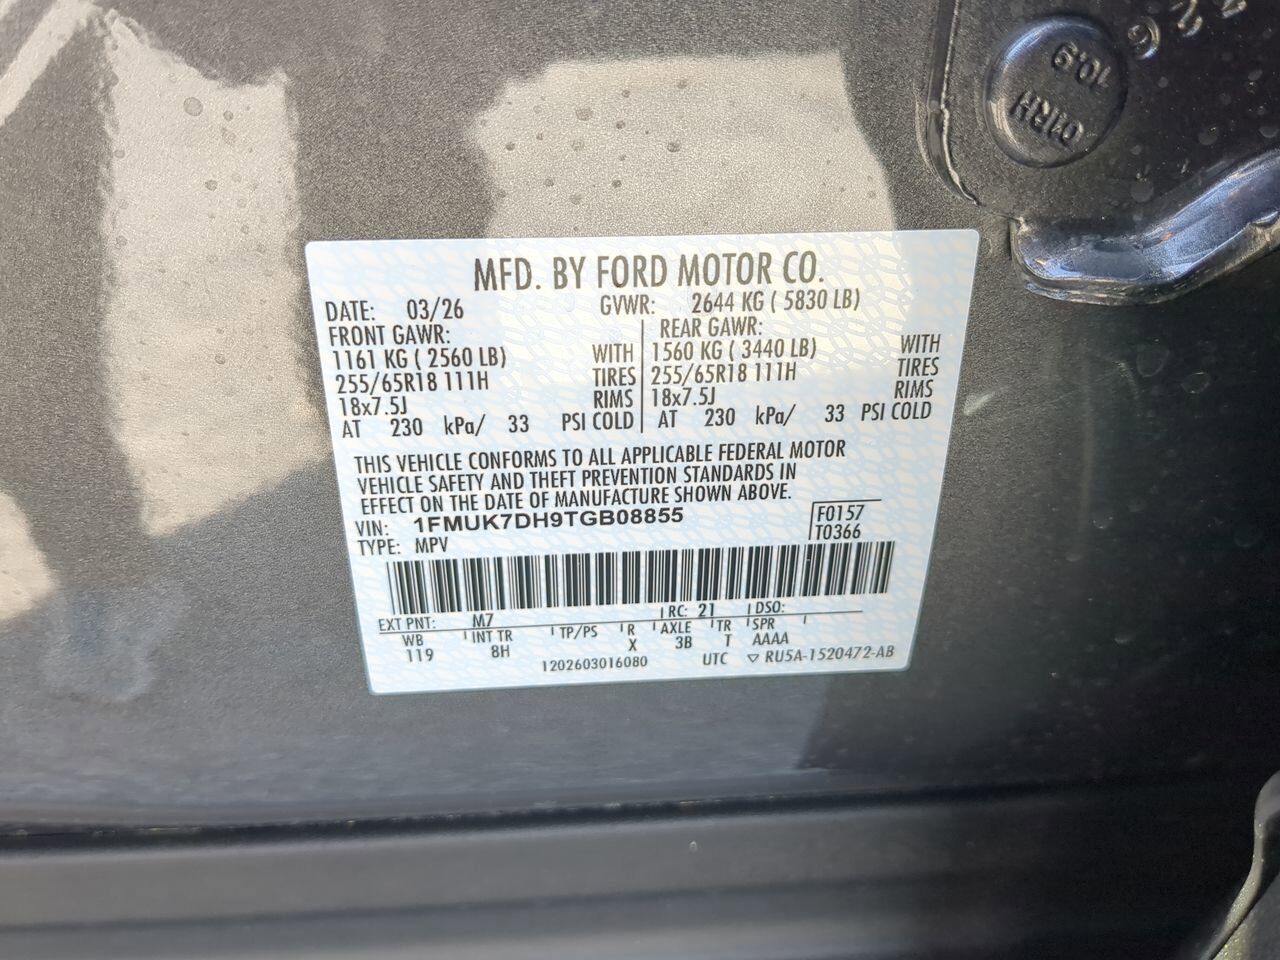 426
10.9
01RH
MFD. BY FORD MOTOR CO.
DATE: 03/26 GVWR: 2644 KG ( 5830 LB)
FRONT GAWR: REAR GAWR:
1161 KG ( 2560 LB) WITH 1560 KG ( 3440 LB) WITH
255/65R18 111H TIRES 255/65R18 111H TIRES
18x7.5J RIMS 18x7.5J RIMS
AT 230 kPa/ 33 PSI COLD AT 230 kPa/ 33 PSI COLD
THIS VEHICLE CONFORMS TO ALL APPLICABLE FEDERAL MOTOR
VEHICLE SAFETY AND THEFT PREVENTION STANDARDS IN
EFFECT ON THE DATE OF MANUFACTURE SHOWN ABOVE.
VIN: 1FMUK7DH9TGB08855 F0157
TYPE: MPV T0366
EXT PNT: M7 RC: 21 DSO:
WB INT TR TP/PS R AXLE TR SPR
119 8H X 3B T AAAA
1202603016080 UTC ▽ RU5A-1520472-AB